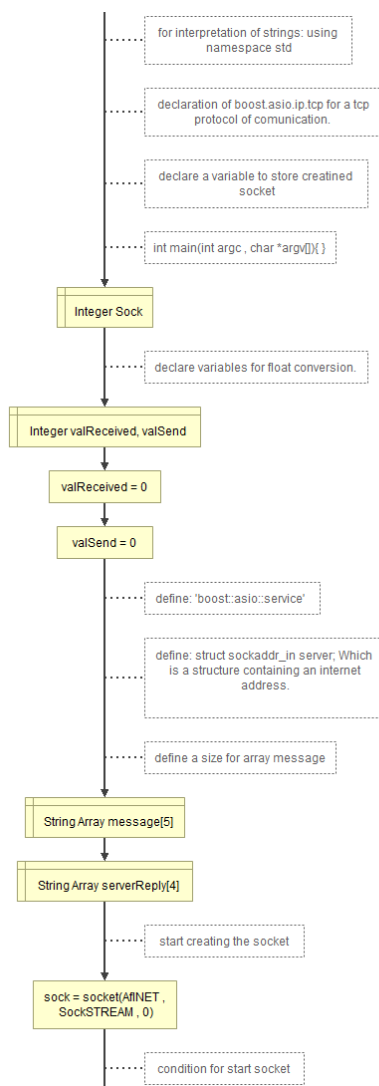 for interpretation of strings: using
namespace std
declaration of boost.asio.ip.tcp for a tcp
protocol of comunication.
declare a variable to store creatined
socket
int main(int argc , char *argv[]){ }
Integer Sock
declare variables for float conversion.
Integer valReceived, valSend
valReceived = 0
valSend = 0
define: 'boost::asio::service'
define: struct sockaddr_in server; Which
is a structure containing an internet
address.
define a size for array message
String Array message[5]
String Array serverReply[4]
start creating the socket
sock = socket(AfINET ,
SockSTREAM , 0)
condition for start socket